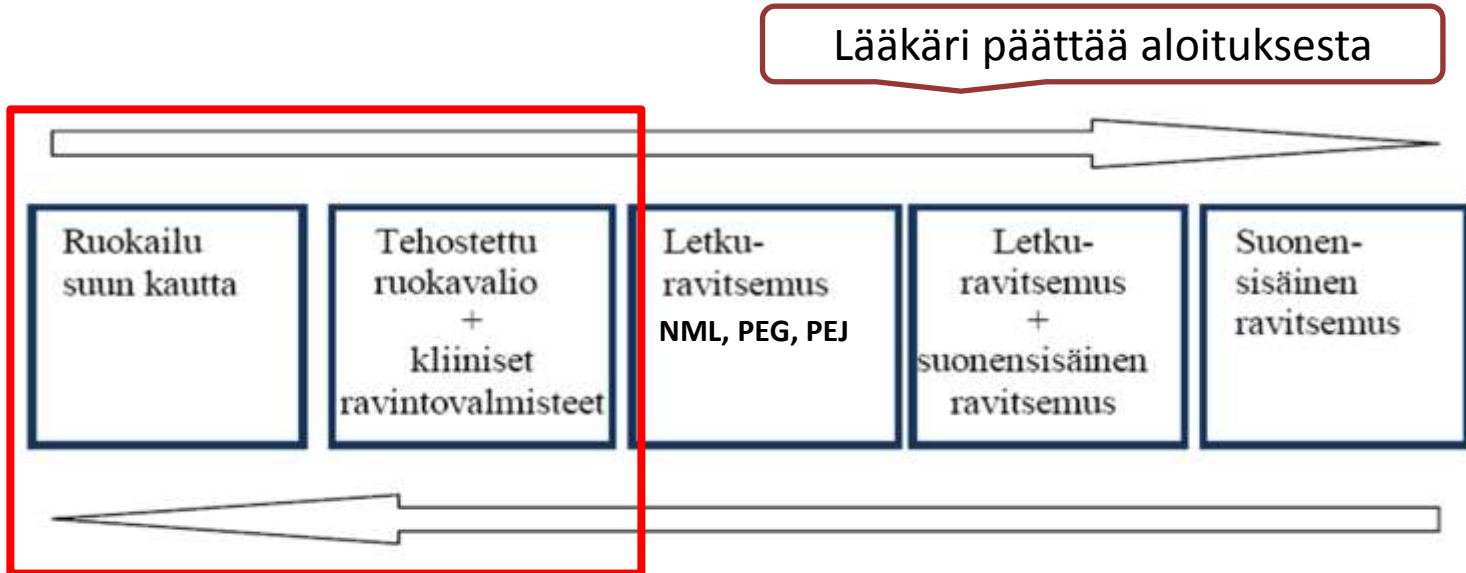 Lääkäri päättää aloituksesta
Ruokailu
suun kautta
Tehostettu
ruokavalio
+
kliiniset
ravintovalmisteet
Letku-
ravitsemus
NML, PEG, PEJ
Letku-
ravitsemus
+
suonensisäinen
ravitsemus
Suonen-
sisäinen
ravitsemus